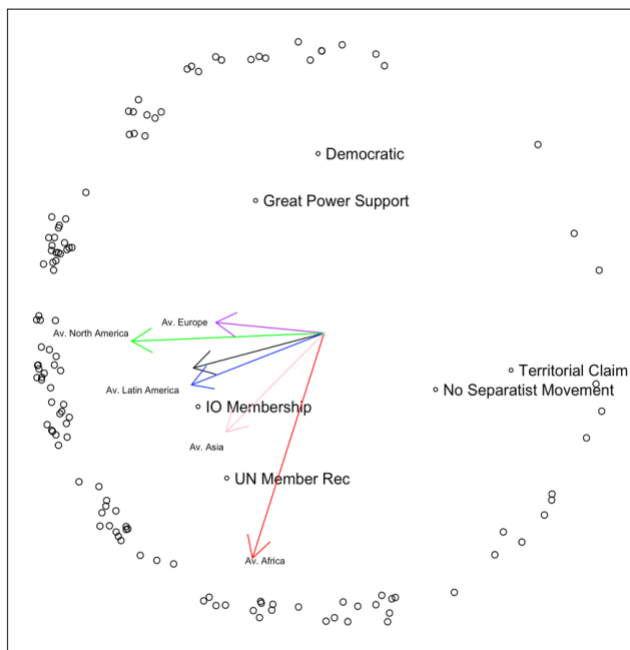 Democratic
Great Power Support
Av. Europe
Av. North America
Territorial Claim
No Separatist Movement
Av. Latin America
IO Membership
Av. Asia
UN Member Rec
Av. Africa